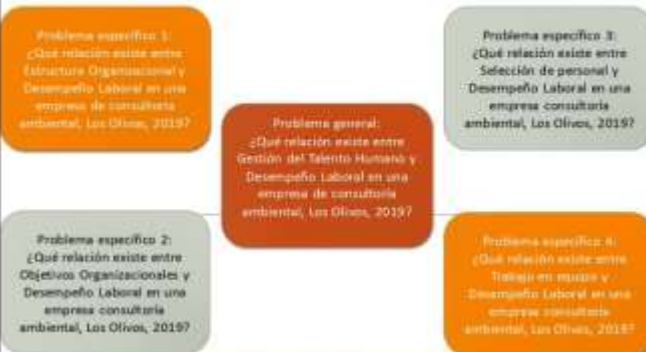 Problema específico 1:
¿Qué relación existe entre
Estructura Organizacional y
Desempeño Laboral en una
empresa de consultoría
ambiental, Los Olivos, 2019?
Problema específico 3:
¿Qué relación existe entre
Selección de personal y
Desempeño Laboral en una
empresa consultoría
ambiental, Los Olivos, 2019?
Problema general:
¿Qué relación existe entre
Gestión del Talento Humano y
Desempeño Laboral en una
empresa de consultoría
ambiental, Los Olivos, 2019?
Problema específico 2:
¿Qué relación existe entre
Objetivos Organizacionales y
Desempeño Laboral en una
empresa consultoría
ambiental, Los Olivos, 2019?
Problema específico 4:
¿Qué relación existe entre
Trabajo en equipo y
Desempeño Laboral en una
empresa consultoría
ambiental, Los Olivos, 2019?